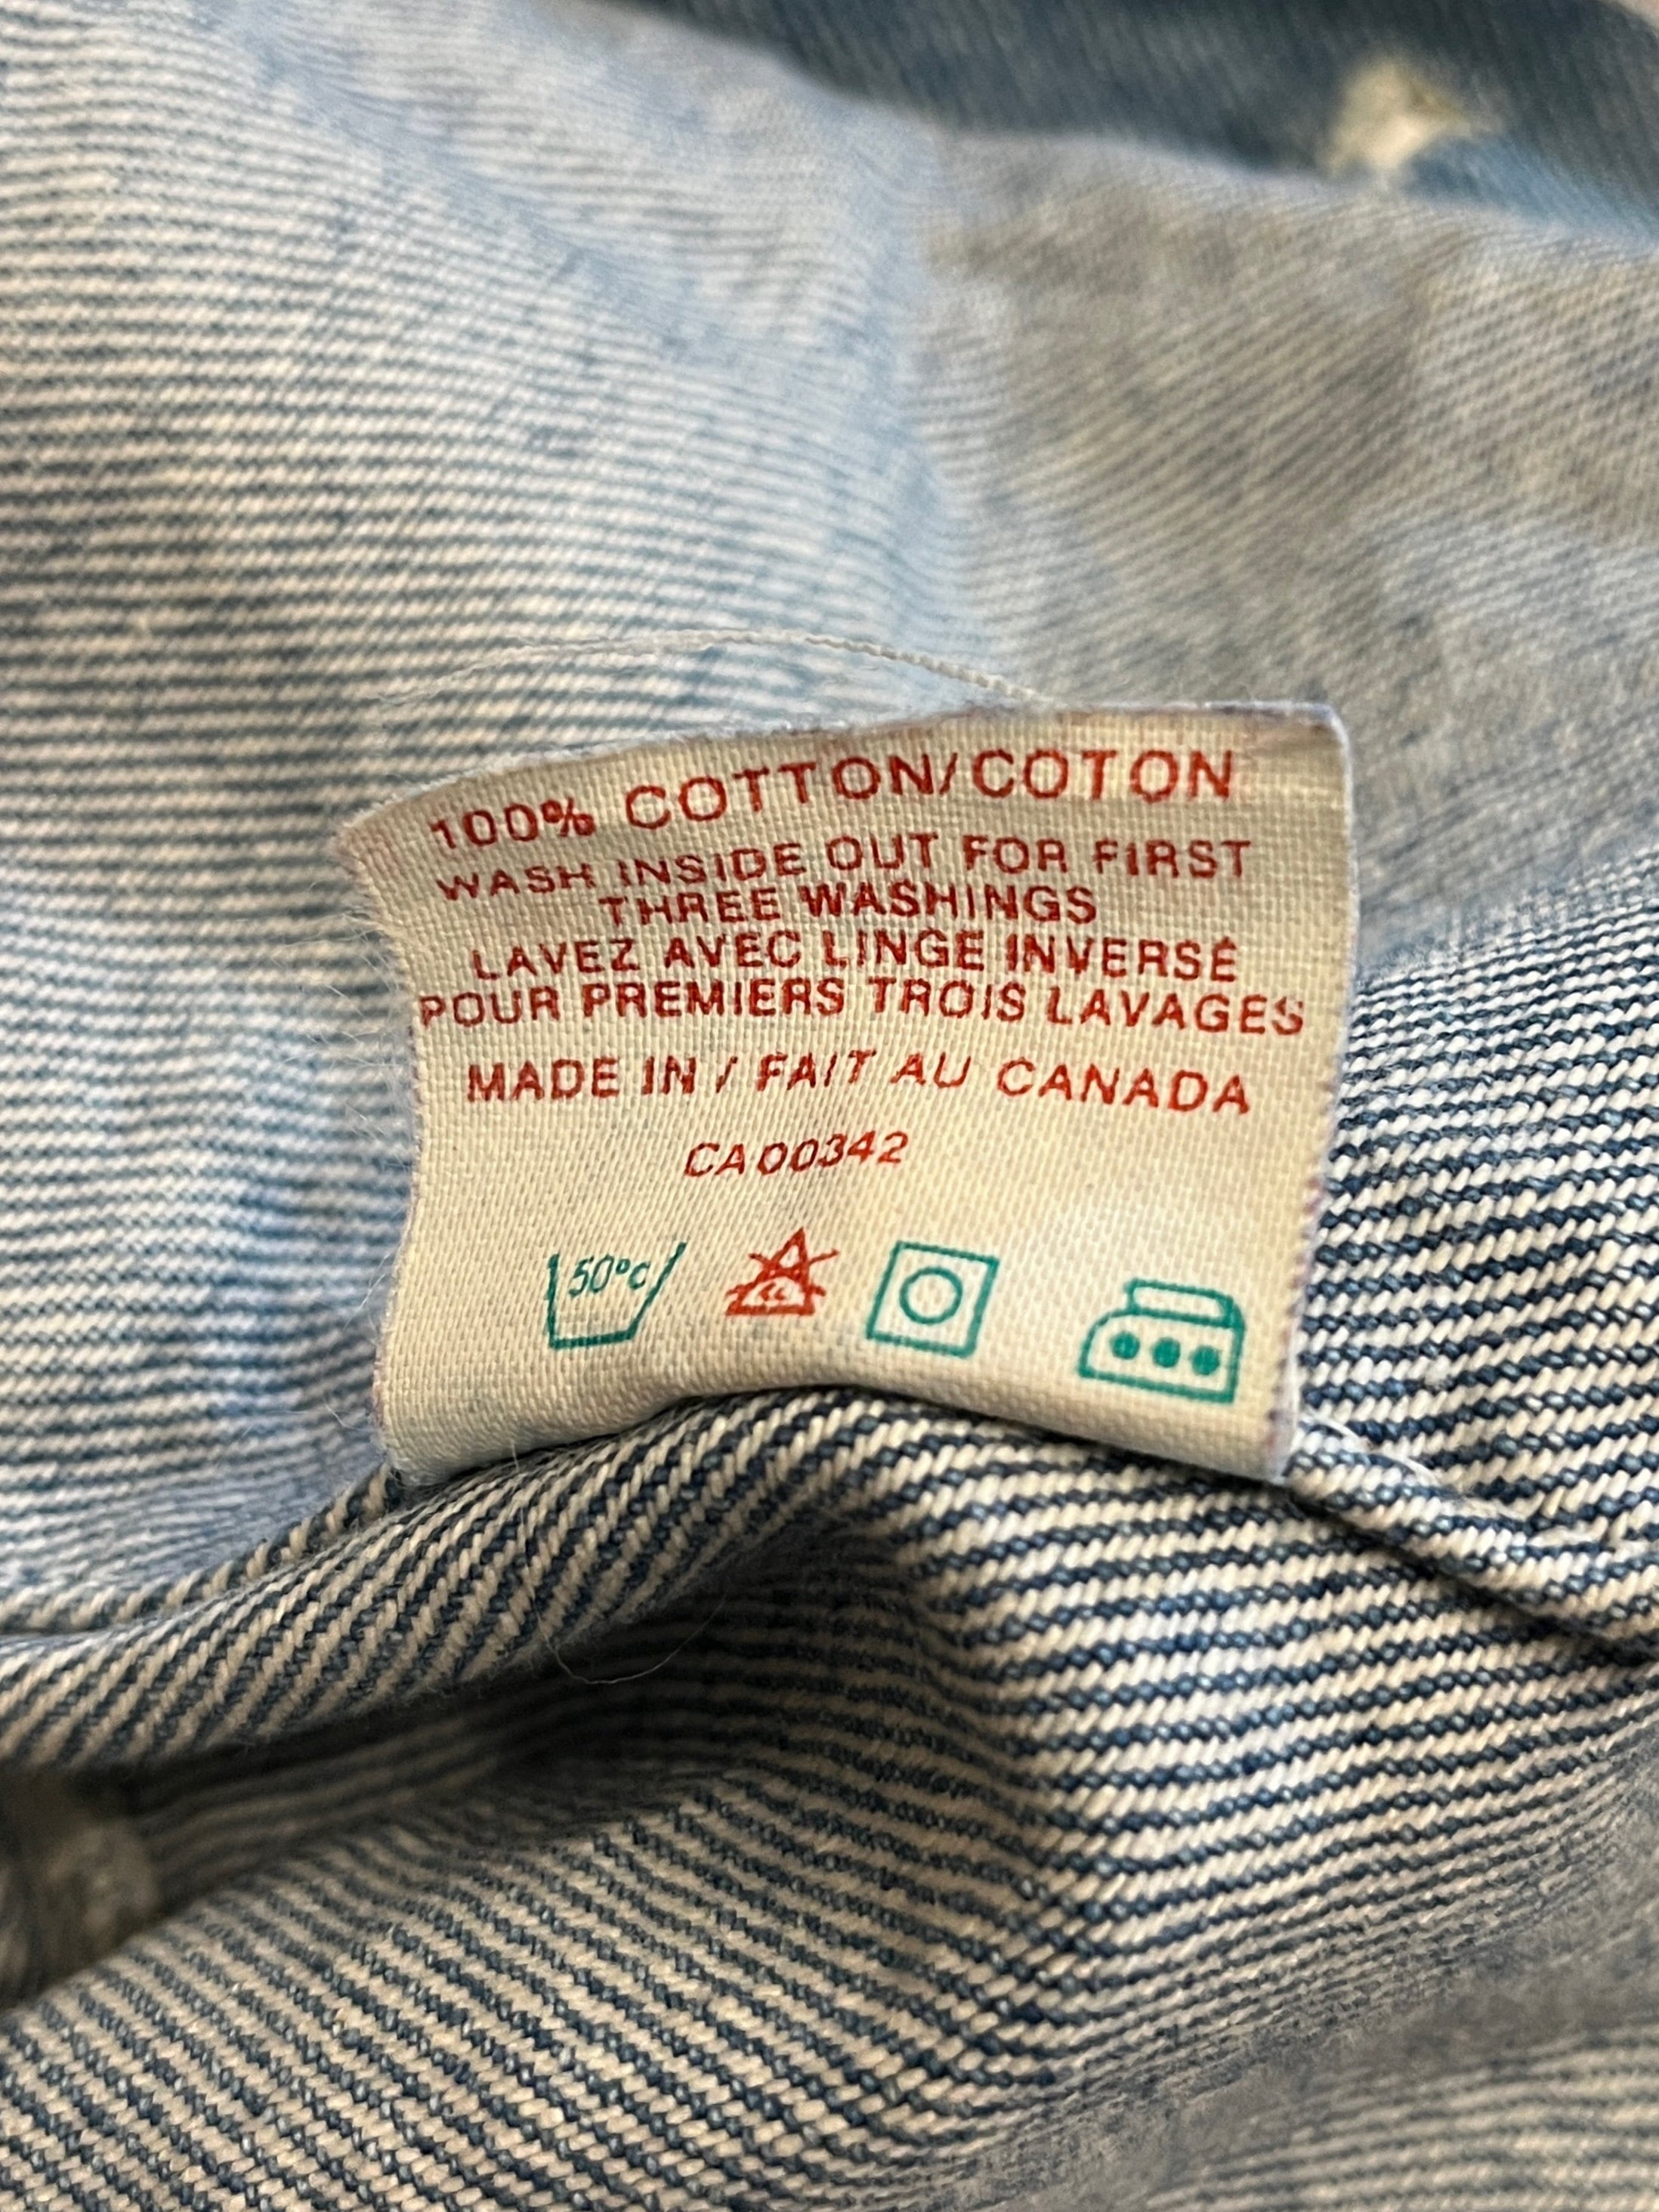 100% COTTON/COTON
WASH INSIDE OUT FOR FIRST
THREE WASHINGS
LAVEZ AVEC LINGE INVERSÉ
POUR PREMIERS TROIS LAVAGES
MADE IN / FAIT AU CANADA
CA00342
50°C